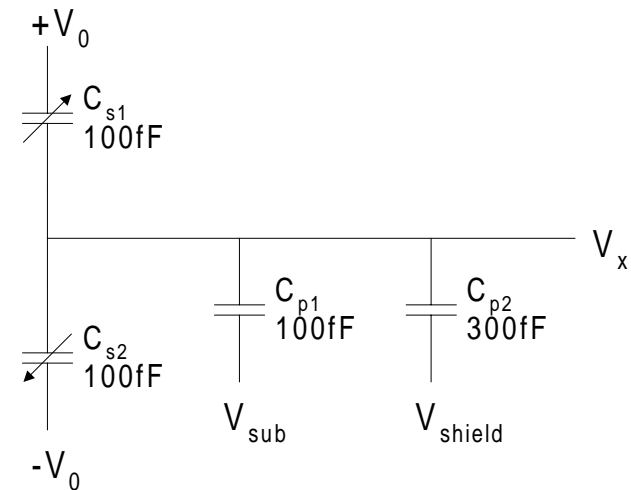 +V0
Cs1
100fF
Vx
Cp1
100fF
Cp2
300fF
Cs2
100fF
Vsub
Vshield
-V0